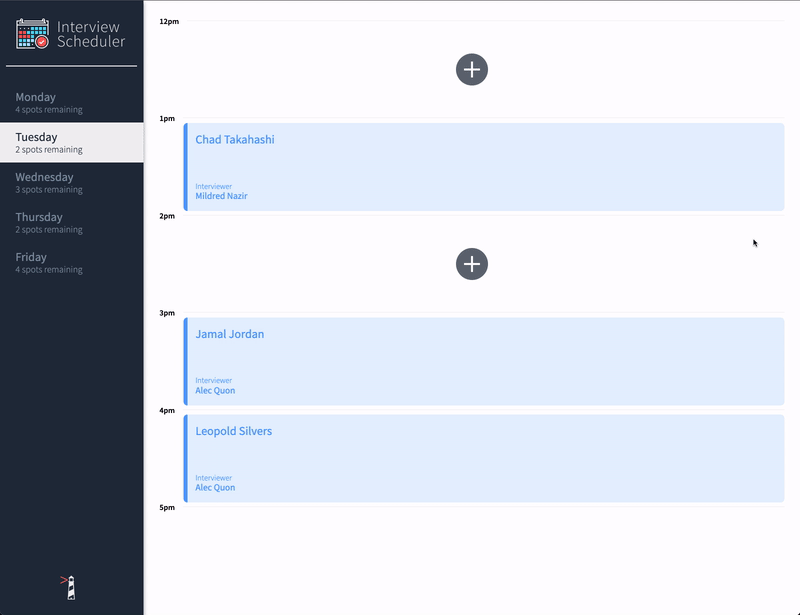 Interview
Scheduler
Monday
4 spots remaining
Tuesday
2 spots remaining
Wednesday
3 spots remaining
Thursday
2 spots remaining
Friday
4 spots remaining
12pm
1pm
Chad Takahashi
Interviewer
Mildred Nazir
2pm
3pm
Jamal Jordan
Interviewer
Alec Quon
4pm
Leopold Silvers
Interviewer
Alec Quon
5pm